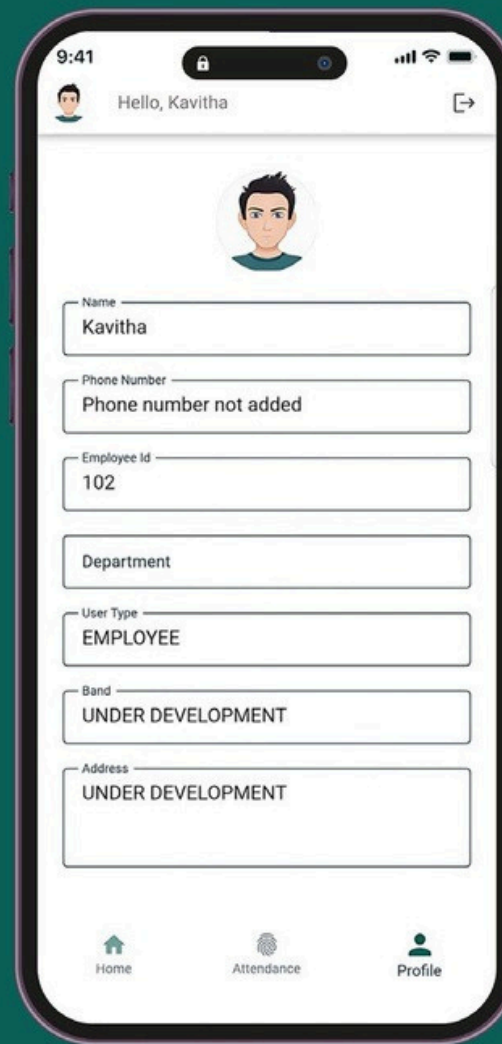 9:41
Hello, Kavitha
Name
Kavitha
Phone Number
Phone number not added
Employee Id
102
Department
User Type
EMPLOYEE
Band
UNDER DEVELOPMENT
Address
UNDER DEVELOPMENT
Home Attendance Profile